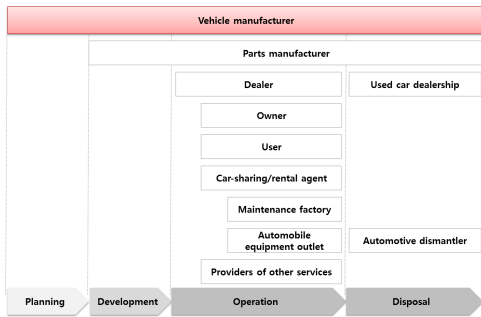 Vehicle manufacturer
Parts manufacturer
Dealer
Used car dealership
Owner
User
Car-sharing/rental agent
Maintenance factory
Automobile
equipment outlet
Automotive dismantler
Providers of other services
Planning
Development
Operation
Disposal